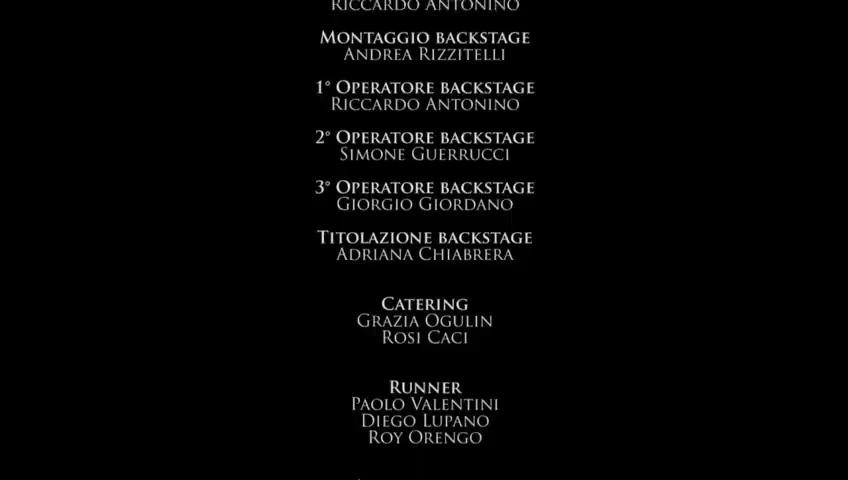 Riccardo Antonino
Montaggio backstage
Andrea Rizzitelli
1° Operatore backstage
Riccardo Antonino
2° Operatore backstage
Simone Guerrucci
3° Operatore backstage
Giorgio Giordano
Titolazione backstage
Adriana Chiabrera
Catering
Grazia Ogulin
Rosi Caci
Runner
Paolo Valentini
Diego Lupano
Roy Orengo